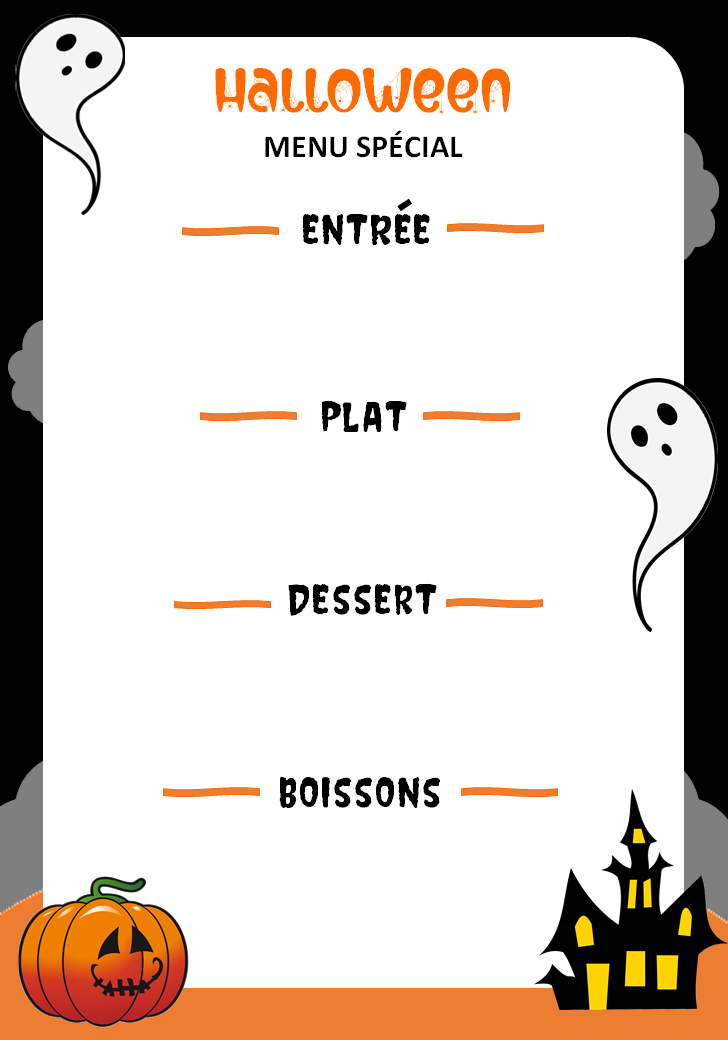 Halloween
MENU SPÉCIAL
ENTRÉE
PLAT
DESSERT
BOISSONS